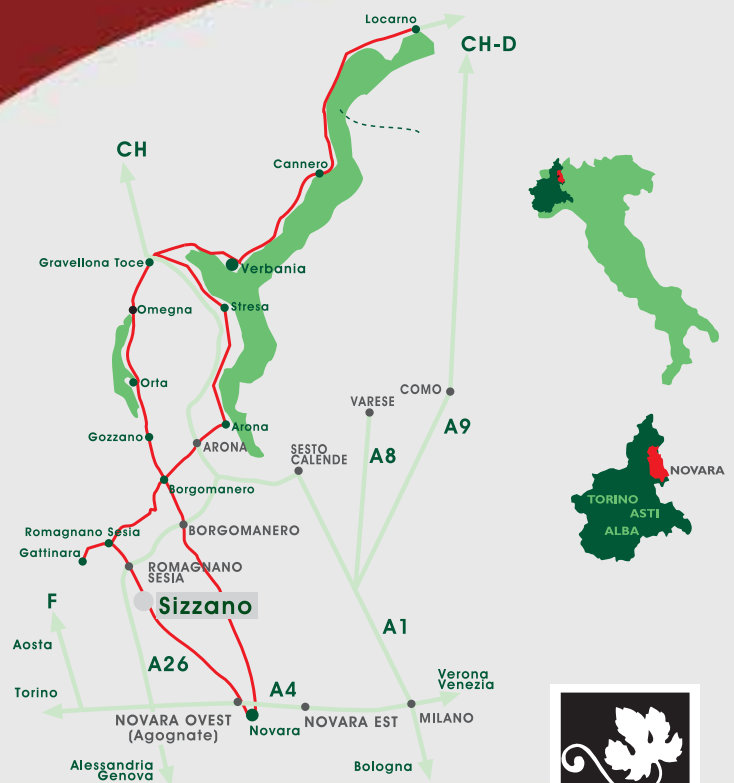 Locarno
CH-D
CH
Cannero
Gravellona Toce
Verbania
Omegna
Stresa
Orta
COMO
VARESE
A9
Gozzano
Arona
ARONA
SESTO
CALENDE
A8
NOVARA
Borgomanero
TORINO
ASTI
ALBA
Romagnano Sesia
BORGOMANERO
Gattinara
ROMAGNANO
SESIA
F
Sizzano
A1
Aosta
A26
Verona
Venezia
Torino
A4
NOVARA OVEST
(Agognate)
Novara
NOVARA EST
MILANO
Alessandria
Genova
Bologna